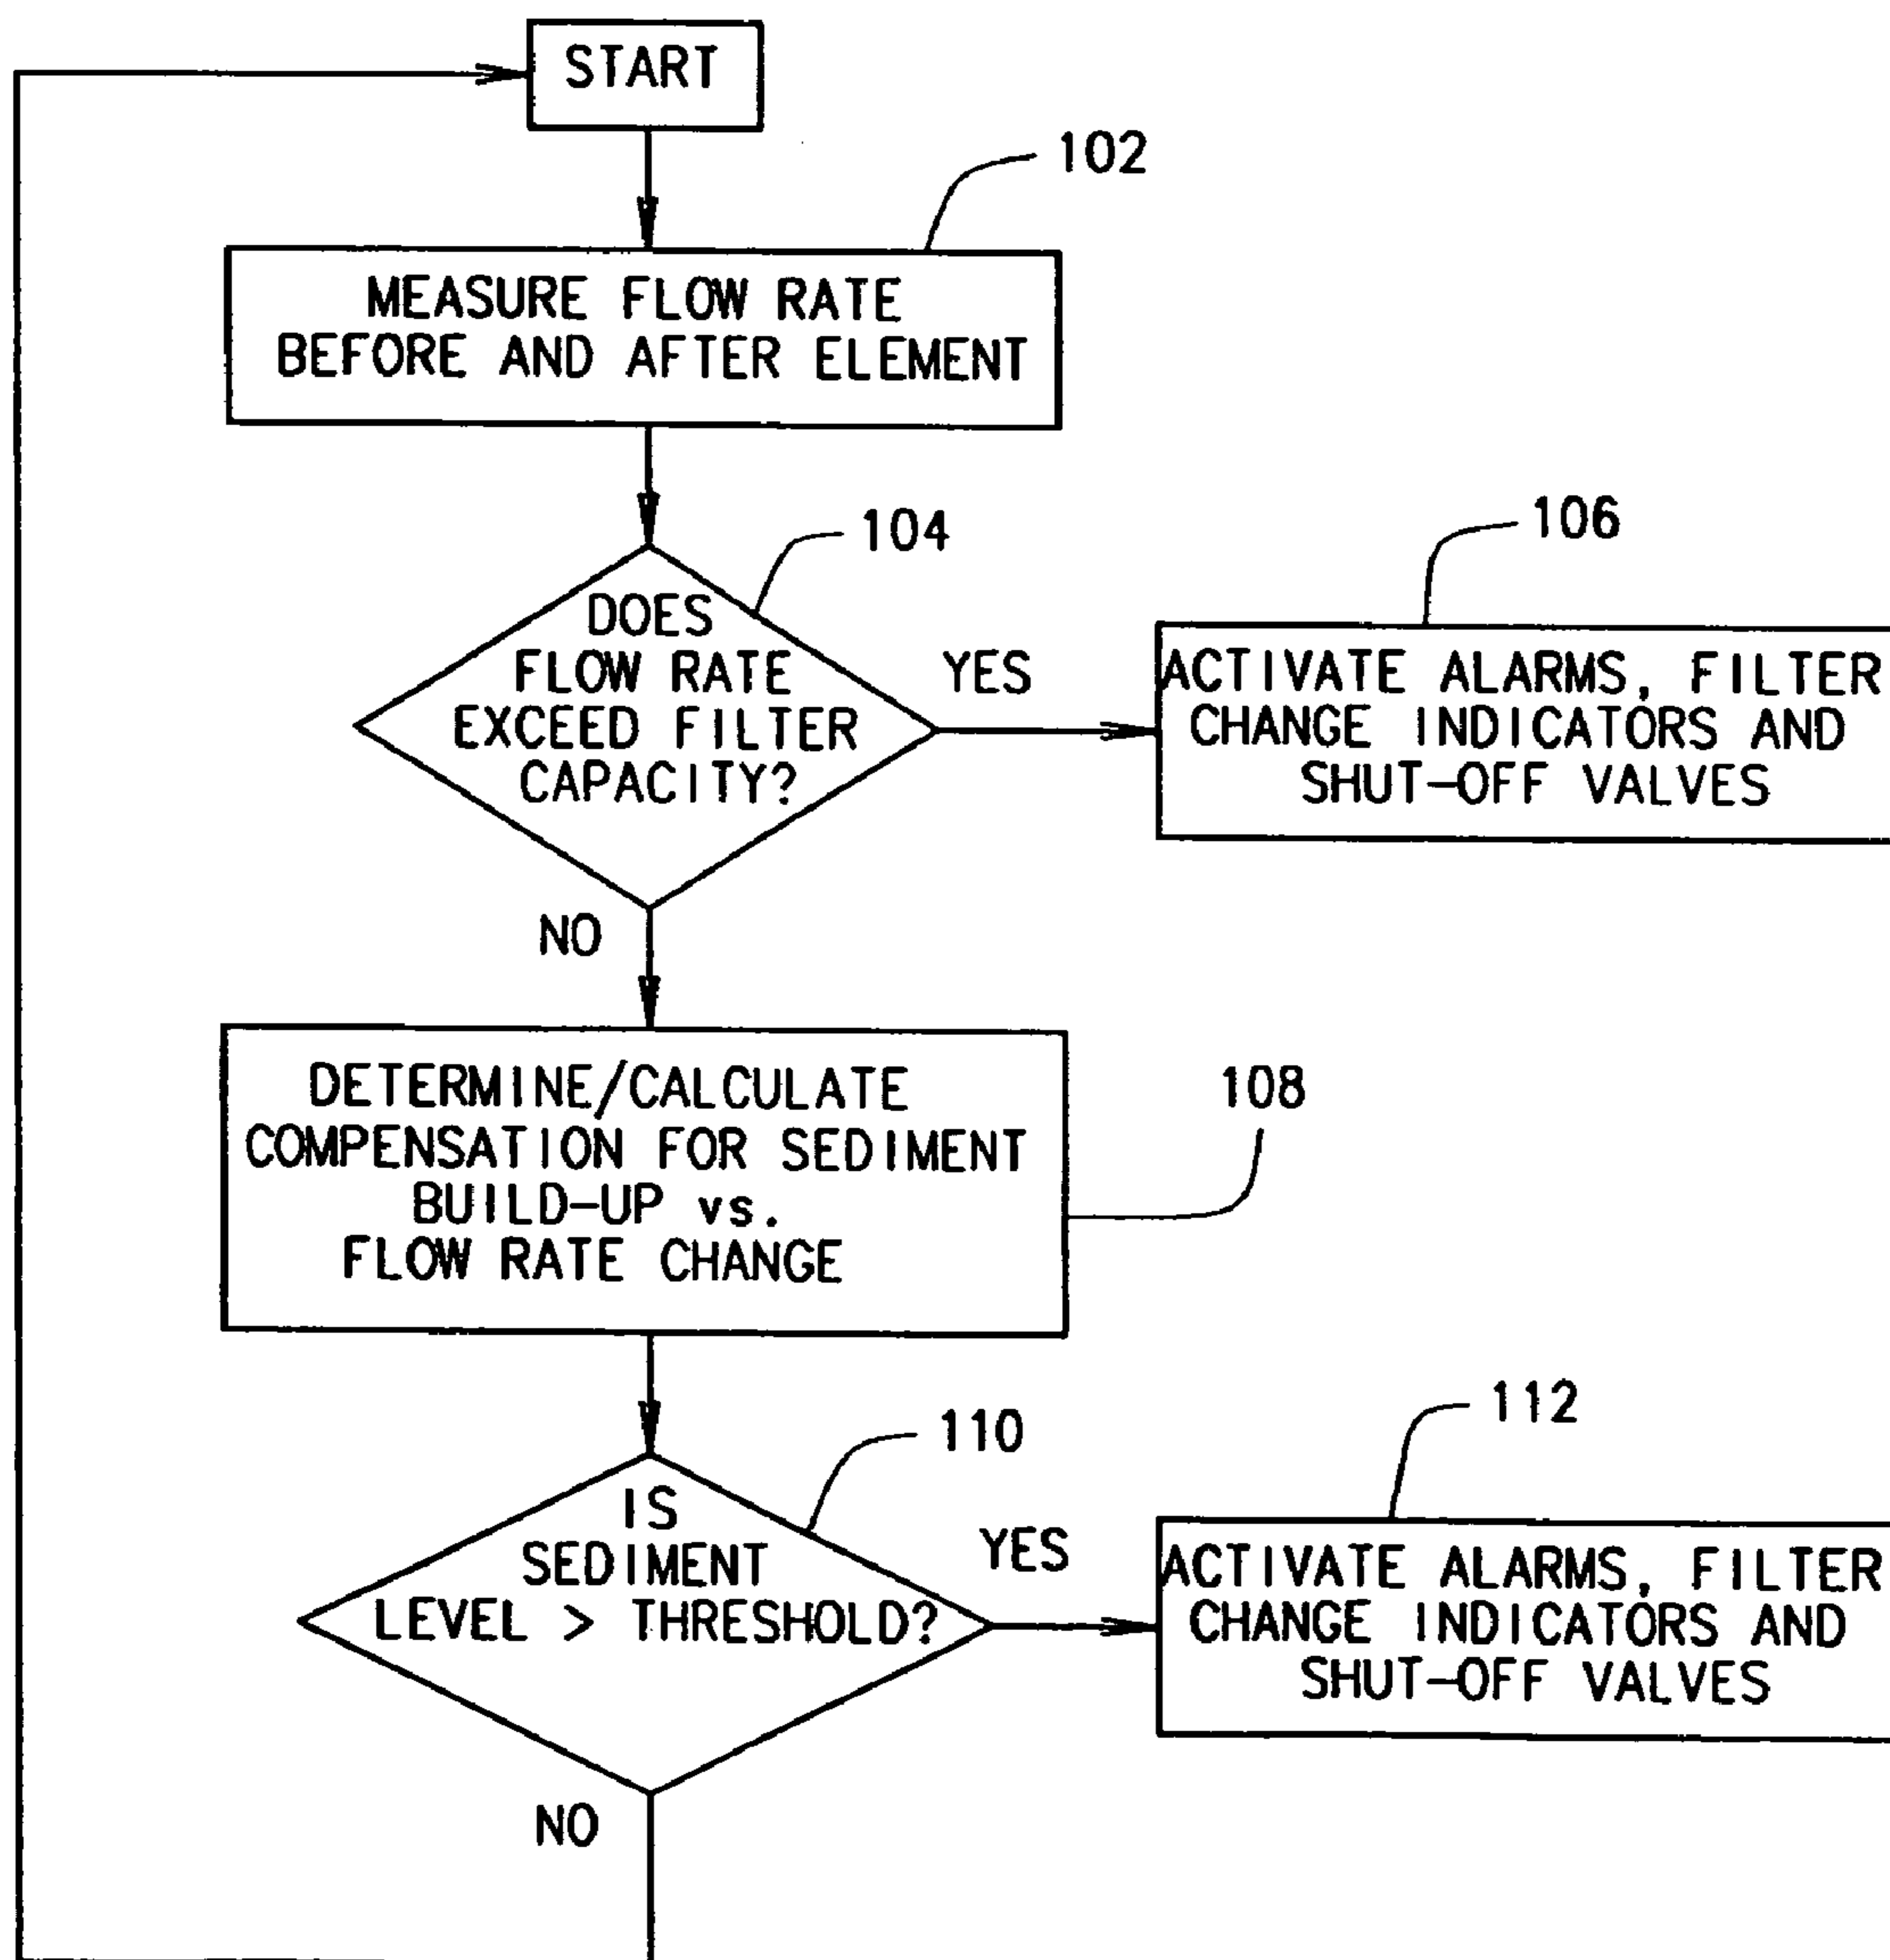 START
102
MEASURE FLOW RATE
BEFORE AND AFTER ELEMENT
104
DOES
FLOW RATE
EXCEED FILTER
CAPACITY?
YES
106
ACTIVATE ALARMS, FILTER
CHANGE INDICATORS AND
SHUT-OFF VALVES
NO
DETERMINE/CALCULATE
COMPENSATION FOR SEDIMENT
BUILD-UP vs.
FLOW RATE CHANGE
108
110
IS
SEDIMENT
LEVEL > THRESHOLD?
YES
112
ACTIVATE ALARMS, FILTER
CHANGE INDICATORS AND
SHUT-OFF VALVES
NO